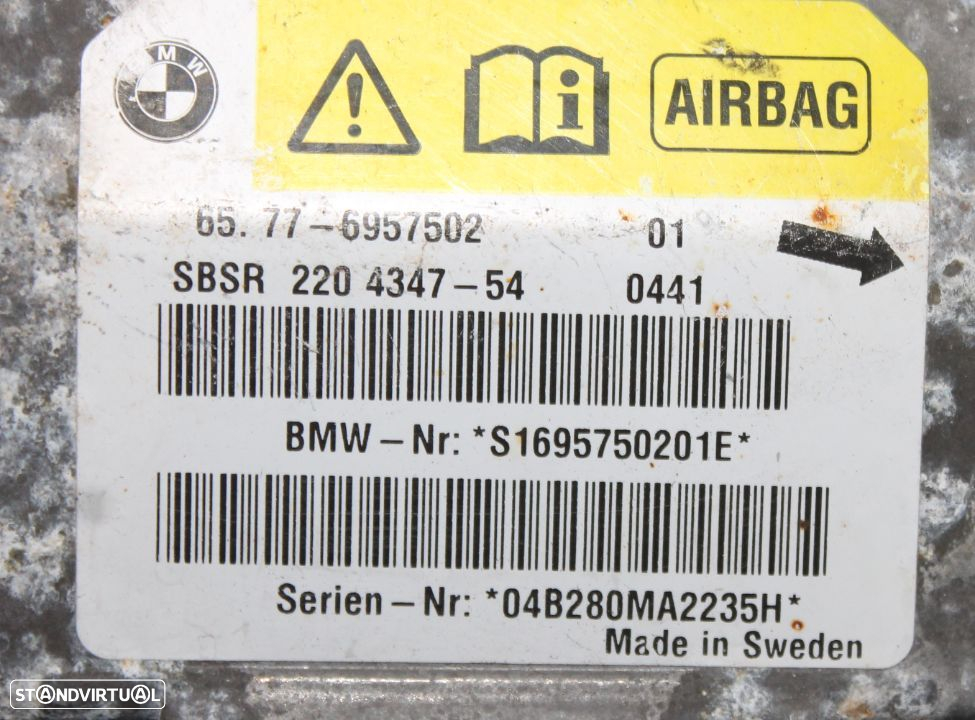 BMW
AIRBAG
65. 77-6957502 01
SBSR 220 4347-54 0441
BMW-Nr: *S1695750201E*
Serien-Nr: *04B280MA2235H*
Made in Sweden
STANDVIRTUAL